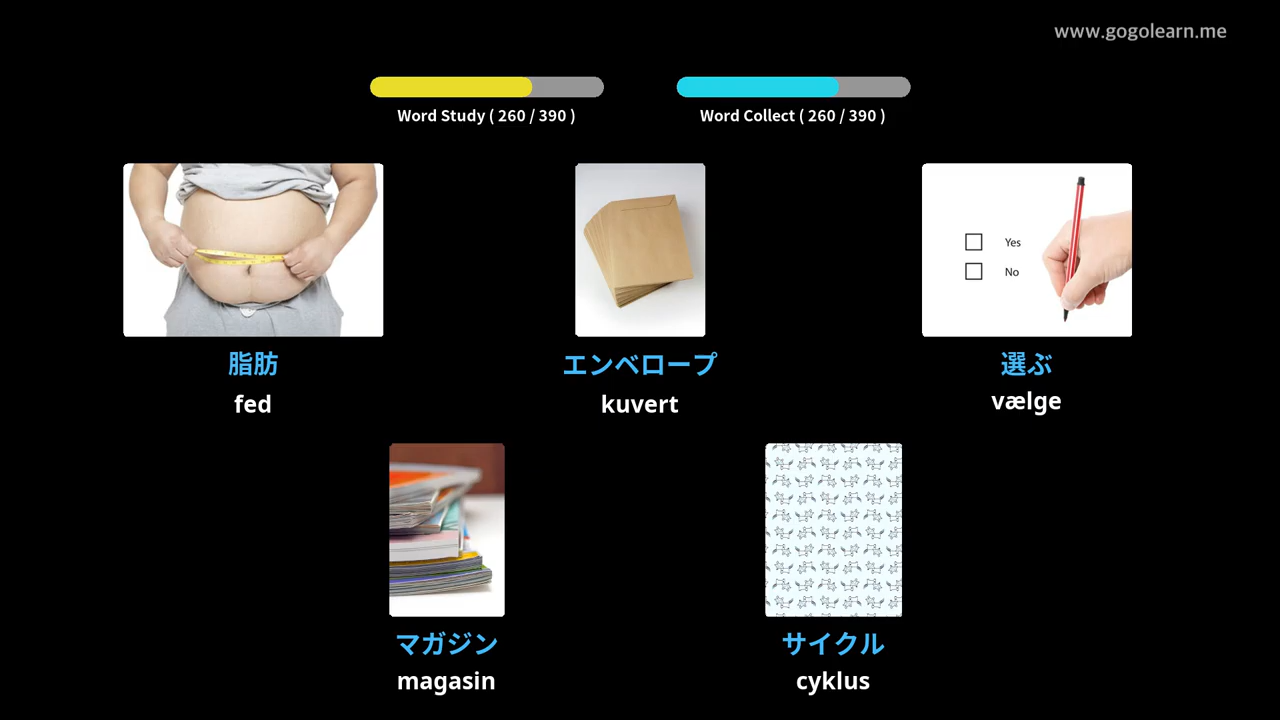 www.gogolearn.me
Word Study ( 260 / 390 )
Word Collect ( 260 / 390 )
Yes
No
脂肪
エンベロープ
選ぶ
fed
kuvert
vælge
マガジン
サイクル
magasin
cyklus